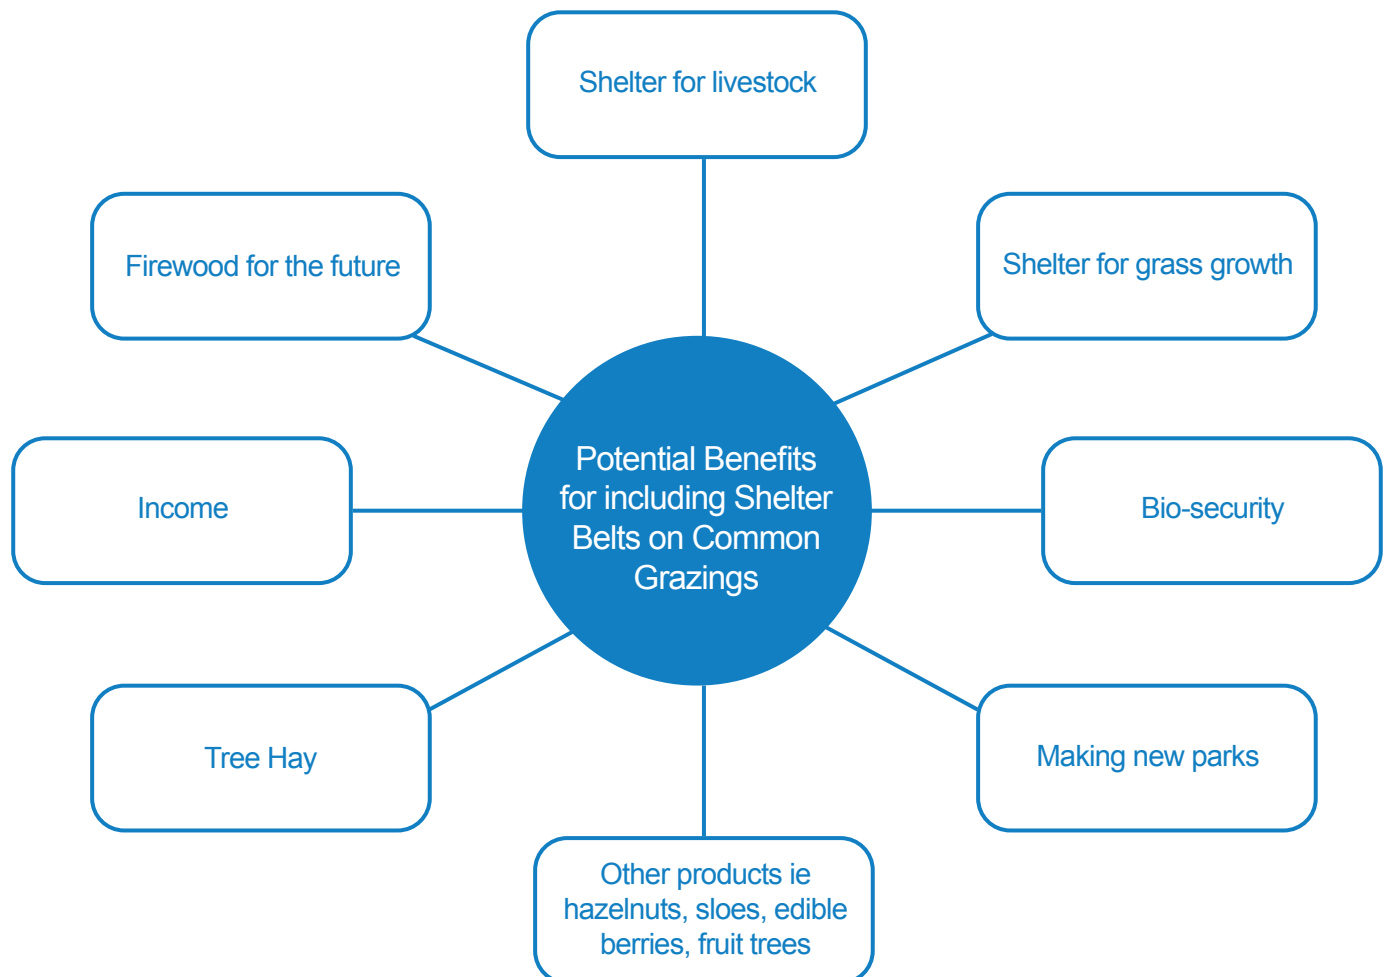 Shelter for livestock
Firewood for the future
Shelter for grass growth
Potential Benefits
for including Shelter
Belts on Common
Grazings
Income
Bio-security
Tree Hay
Making new parks
Other products ie
hazelnuts, sloes, edible
berries, fruit trees